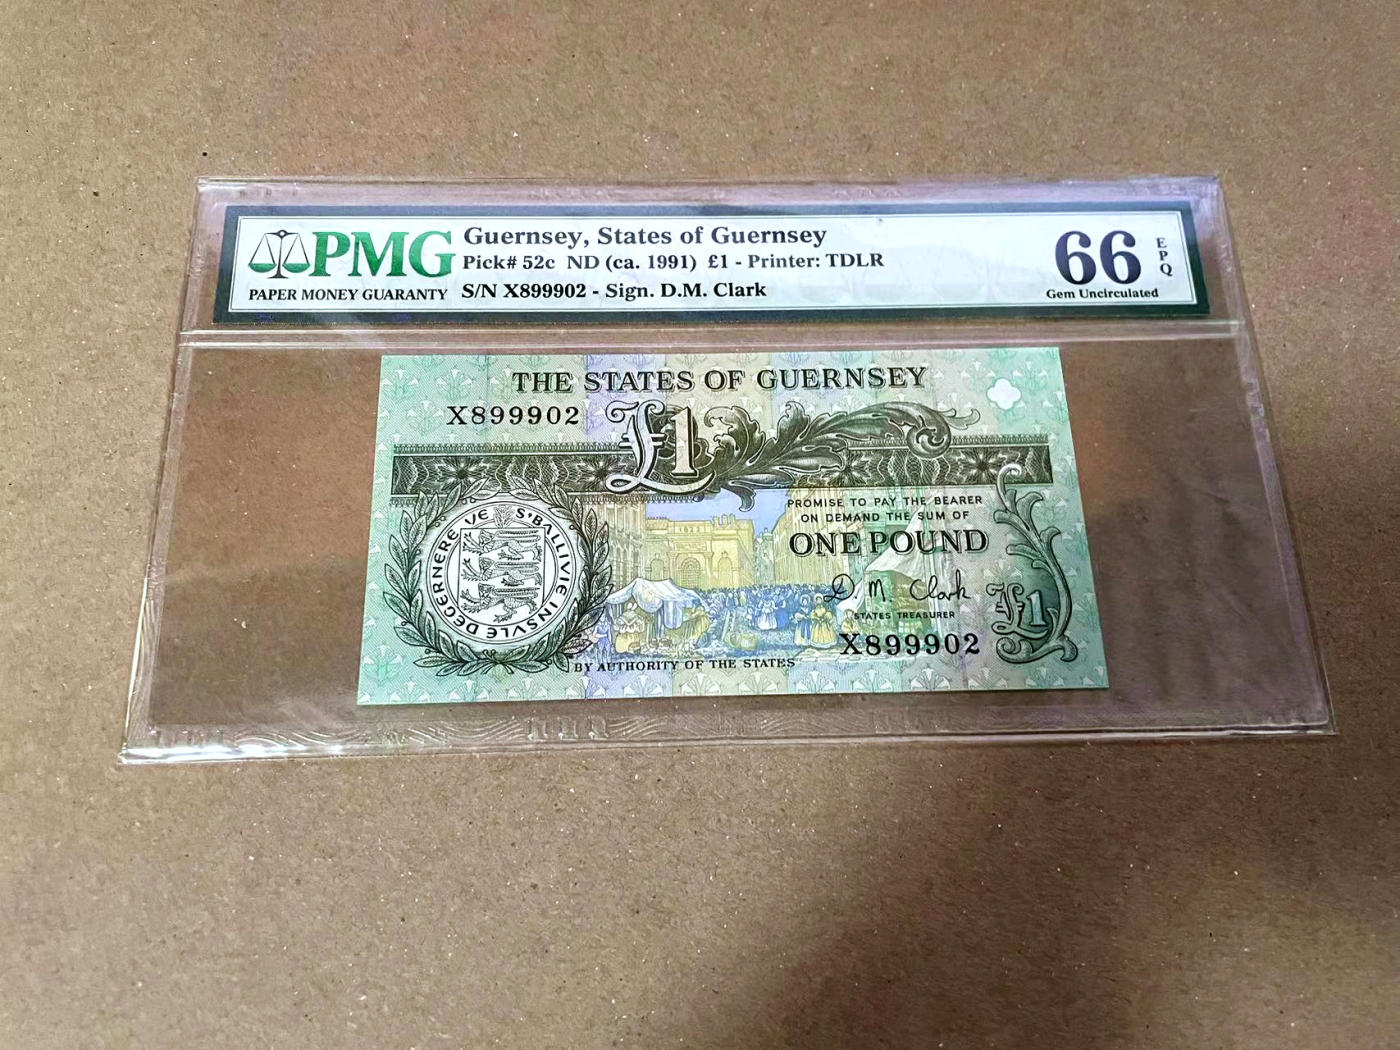 PMG
PAPER MONEY GUARANTY
Guernsey, States of Guernsey
Pick# 52c ND (ca. 1991) £1 - Printer: TDLR
S/N X899902 - Sign. D.M. Clark
66
EPQ
Gem Uncirculated
THE STATES OF GUERNSEY
X899902
£1
PROMISE TO PAY THE BEARER
ON DEMAND THE SUM OF
ONE POUND
D. M. Clark
STATES TREASURER
£1
X899902
S'BALLIVIE INSVLE DEGERNERE VE
BY AUTHORITY OF THE STATES